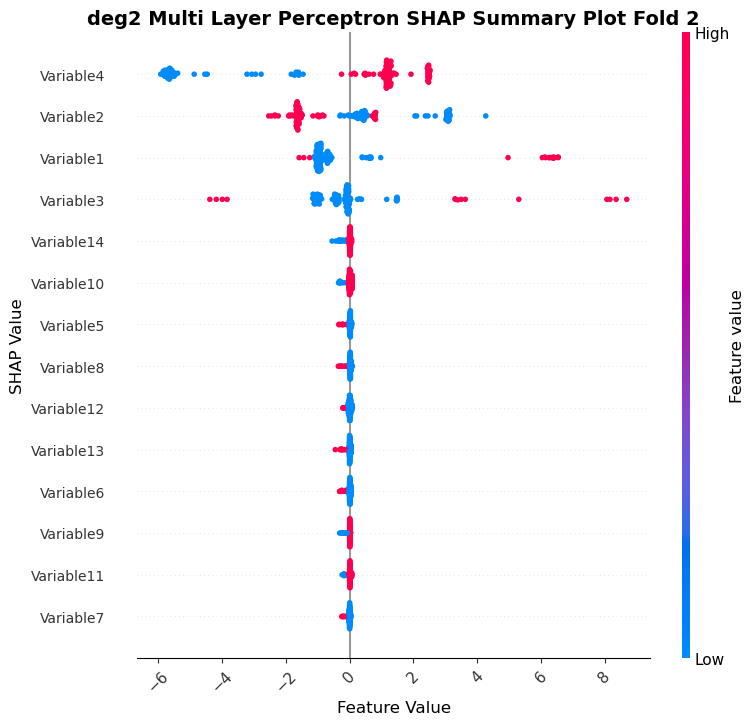 deg2 Multi Layer Perceptron SHAP Summary Plot Fold 2
High
Variable4
Variable2
Variable1
Variable3
Variable14
Variable10
Variable5
Variable8
Variable12
Variable13
Variable6
Variable9
Variable11
Variable7
SHAP Value
Feature value
Low
−6
−4
−2
0
2
4
6
8
Feature Value